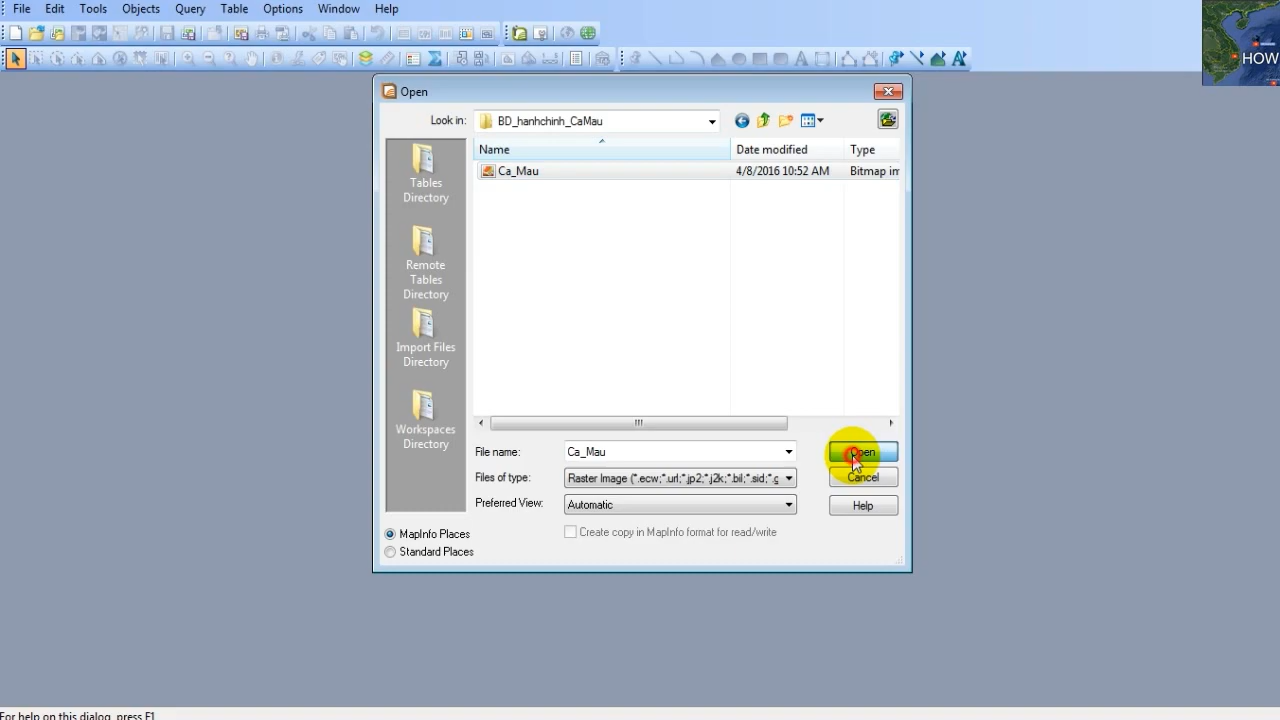 File Edit Tools Objects Query Table Options Window Help
HOW
Open
Look in: BD_hanhchinh_CaMau
Name Date modified Type
Ca_Mau 4/8/2016 10:52 AM Bitmap im
Tables
Directory
Remote
Tables
Directory
Import Files
Directory
Workspaces
Directory
File name: Ca_Mau Open
Files of type: Raster Image (*.ecw;*.url;*.jp2;*.j2k;*.bil;*.sid;*.g Cancel
Preferred View: Automatic Help
Create copy in MapInfo format for read/write
MapInfo Places
Standard Places
For help on this dialog, press F1